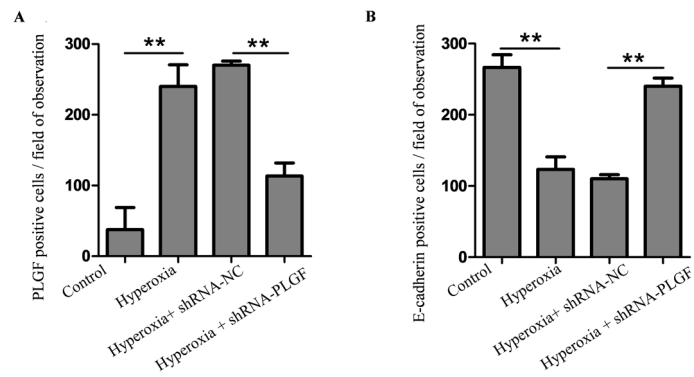 A
PLGF positive cells / field of observation
300
200
100
0
**
**
Control
Hyperoxia
Hyperoxia+ shRNA-NC
Hyperoxia + shRNA-PLGF
B
E-cadherin positive cells / field of observation
300
200
100
0
**
**
Control
Hyperoxia
Hyperoxia+ shRNA-NC
Hyperoxia + shRNA-PLGF